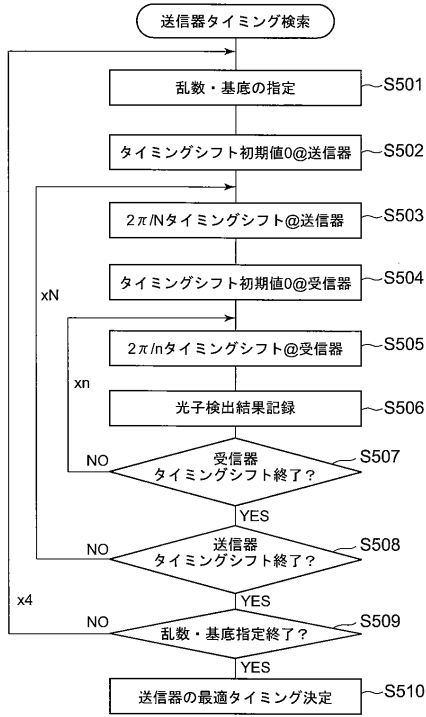 送信器タイミング検索
乱数・基底の指定
S501
タイミングシフト初期値0@送信器
S502
2π/Nタイミングシフト@送信器
S503
タイミングシフト初期値0@受信器
S504
xN
2π/nタイミングシフト@受信器
S505
xn
光子検出結果記録
S506
受信器
タイミングシフト終了？
S507
NO
YES
送信器
タイミングシフト終了？
S508
NO
YES
x4
乱数・基底指定終了？
S509
NO
YES
送信器の最適タイミング決定
S510